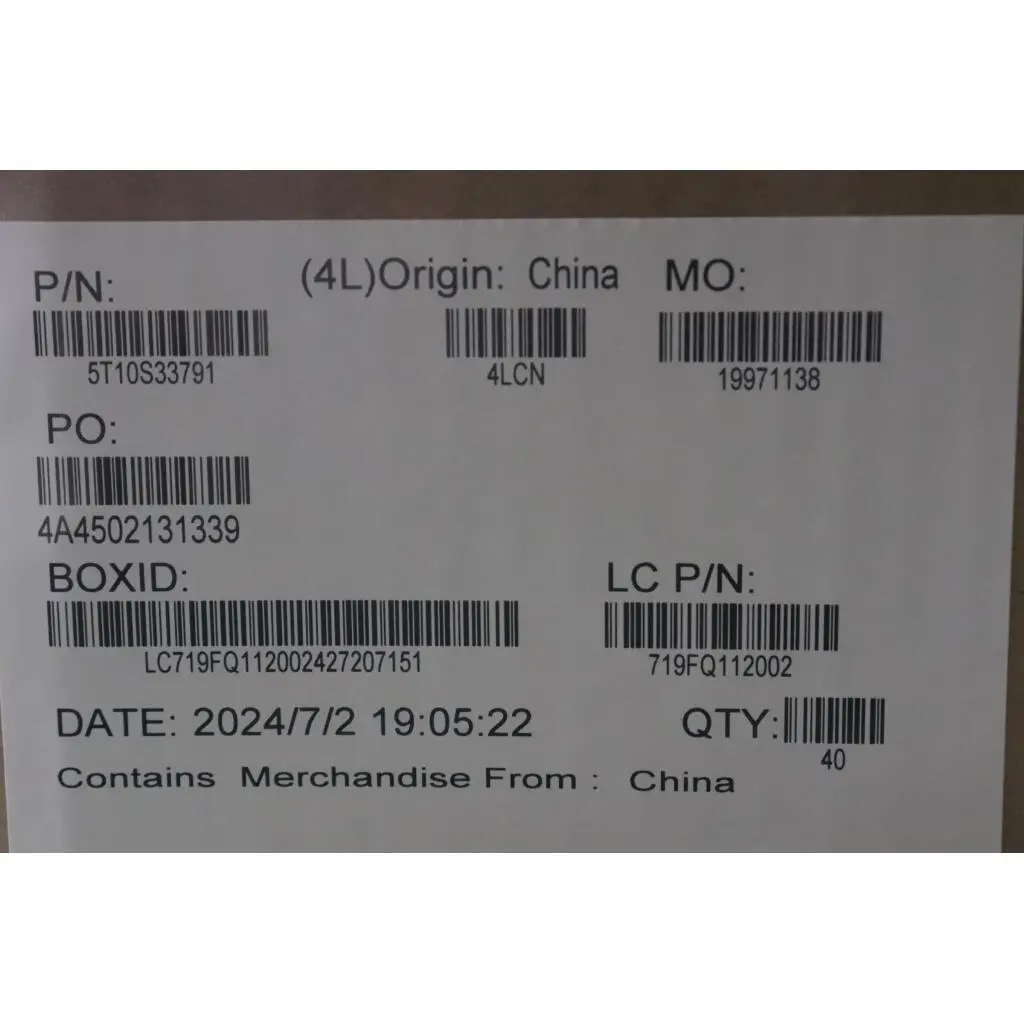 P/N: (4L)Origin: China MO:
5T10S33791 4LCN 19971138
PO:
4A4502131339
BOXID: LC P/N:
LC719FQ112002427207151 719FQ112002
DATE: 2024/7/2 19:05:22 QTY:
40
Contains Merchandise From : China